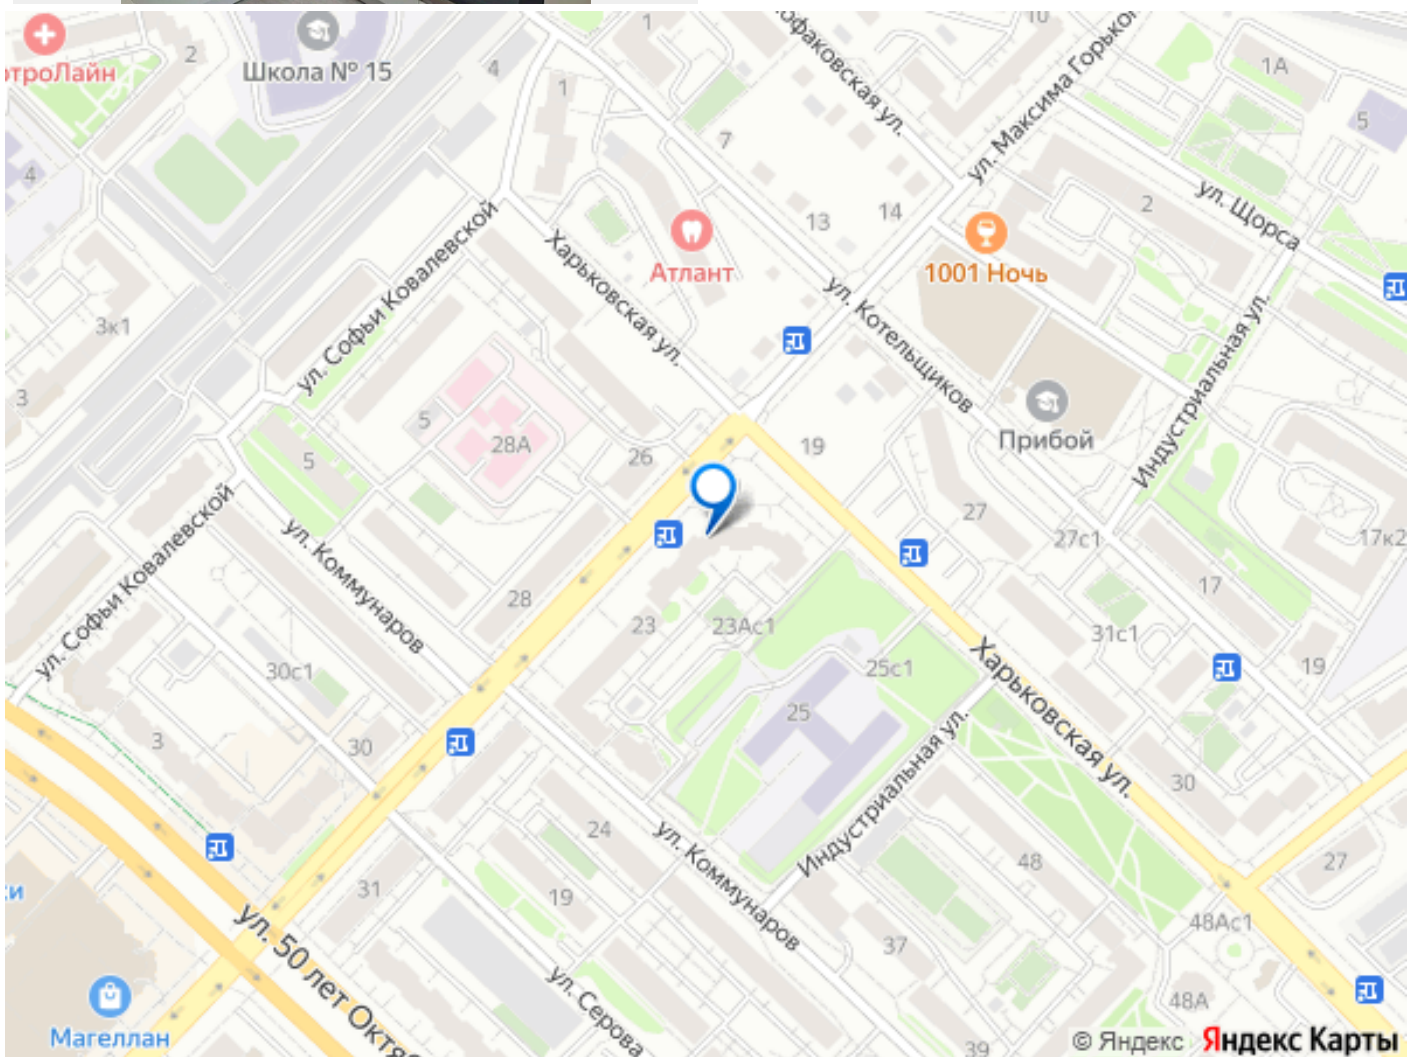 1
10
2
4
Школа № 15
1
офаковская ул.
ул. Максима Горько
1А
5
7
4
2
ул. Щорса
13
14
ул. Софьи Ковалевской
Харьковская ул.
Атлант
1001 Ночь
ул. Котельщиков
Индустриальная ул.
3к1
3
5
28А
26
19
Прибой
5
27
27с1
17к2
ул. Софьи Ковалевской
ул. Коммунаров
28
17
23
23Ас1
31с1
25с1
19
30с1
Харьковская ул.
25
Индустриальная ул.
3
30
30
24
ул. Коммунаров
48
27
си
31
19
48Ас1
ул. 50 лет Октя
37
ул. Серова
48А
Магеллан
39
© Яндекс Яндекс Карты